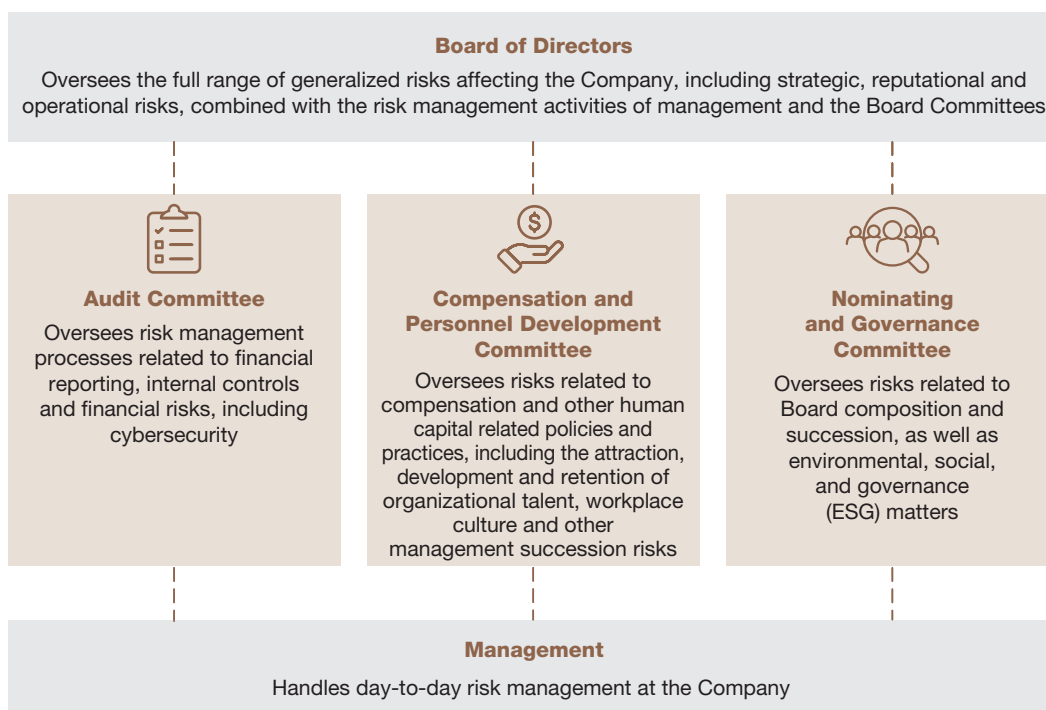 Board of Directors
Oversees the full range of generalized risks affecting the Company, including strategic, reputational and
operational risks, combined with the risk management activities of management and the Board Committees
$
Audit Committee
Oversees risk management
processes related to financial
reporting, internal controls
and financial risks, including
cybersecurity
Compensation and
Personnel Development
Committee
Oversees risks related to
compensation and other human
capital related policies and
practices, including the attraction,
development and retention of
organizational talent, workplace
culture and other
management succession risks
Nominating
and Governance
Committee
Oversees risks related to
Board composition and
succession, as well as
environmental, social,
and governance
(ESG) matters
Management
Handles day-to-day risk management at the Company